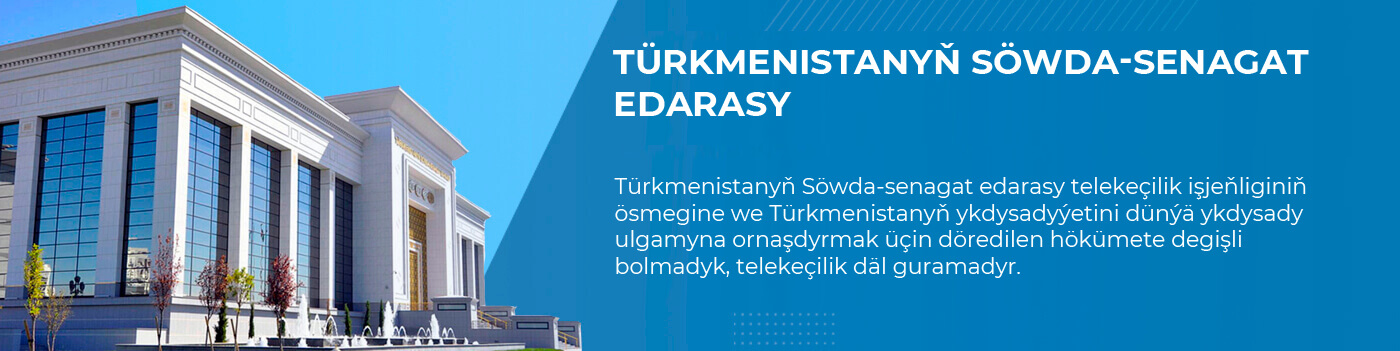 TÜRKMENISTANYŇ SÖWDA-SENAGAT
EDARASY
Türkmenistanyň Söwda-senagat edarasy telekeçilik işjeňliginiň
ösmegine we Türkmenistanyň ykdysadyýetini dünýä ykdysady
ulgamyna ornaşdyrmak üçin döredilen hökümete degişli
bolmadyk, telekeçilik däl guramadyr.